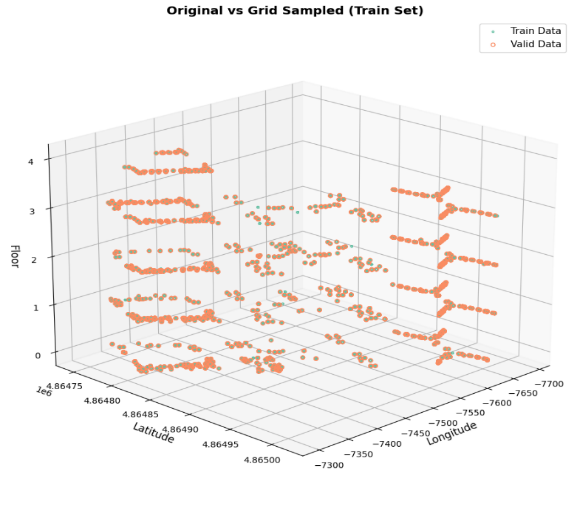 Original vs Grid Sampled (Train Set)
Train Data
Valid Data
4
3
2
1
0
Floor
1e6
4.86475
4.86480
4.86485
4.86490
4.86495
4.86500
Latitude
−7300
−7350
−7400
−7450
−7500
−7550
−7600
−7650
−7700
Longitude